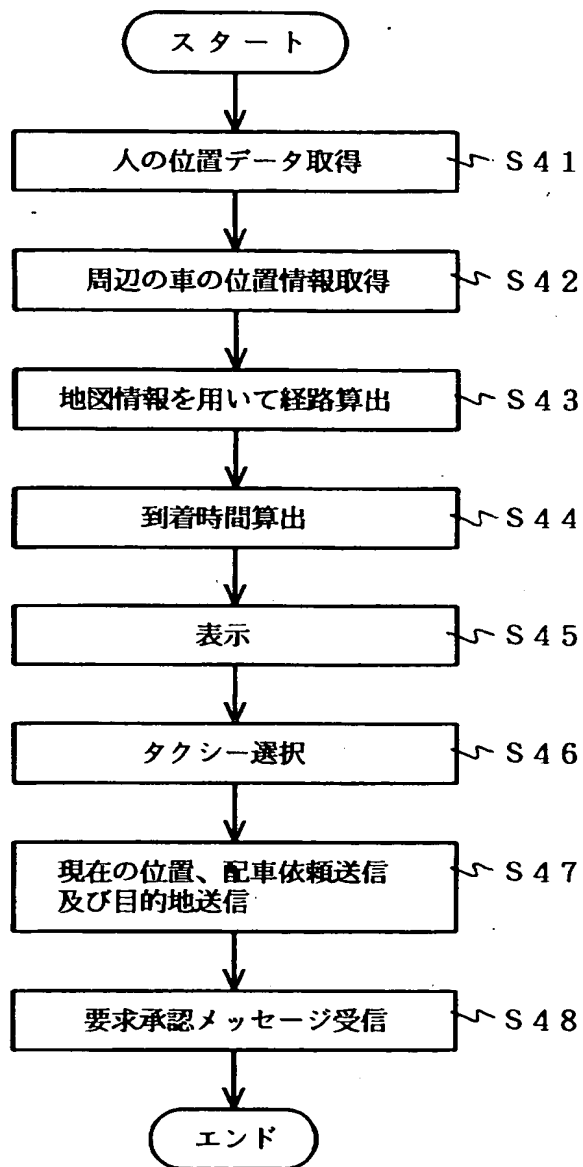 スタート
人の位置データ取得 S41
周辺の車の位置情報取得 S42
地図情報を用いて経路算出 S43
到着時間算出 S44
表示 S45
タクシー選択 S46
現在の位置、配車依頼送信 S47
及び目的地送信
要求承認メッセージ受信 S48
エンド